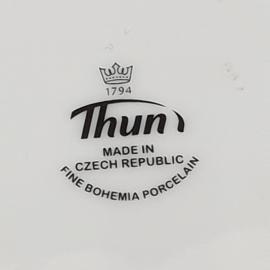 1794
Thun
MADE IN
CZECH REPUBLIC
FINE BOHEMIA PORCELAIN